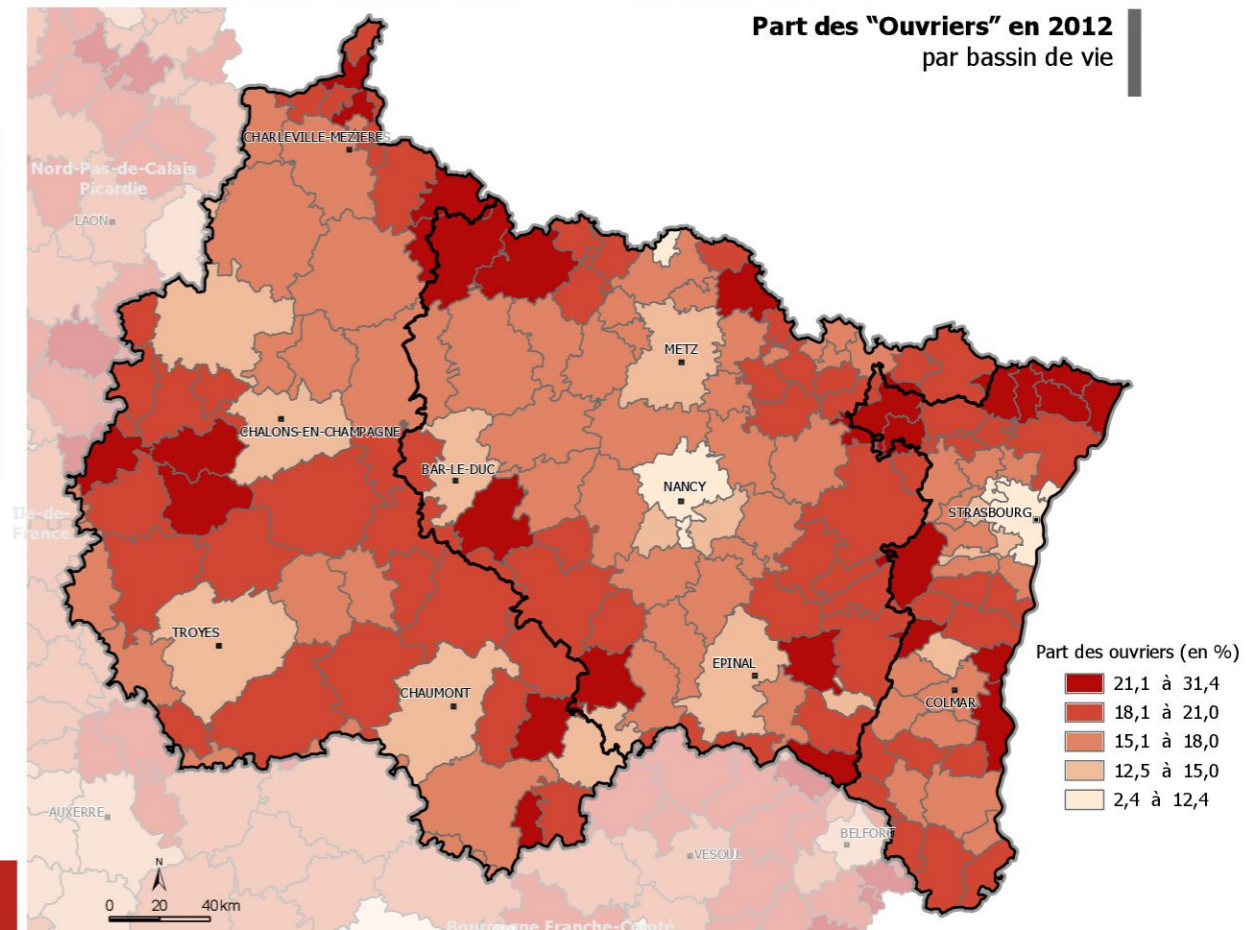 Part des “Ouvriers” en 2012
par bassin de vie
CHARLEVILLE-MEZIERES
Nord-Pas-de-Calais
Picardie
LAON
METZ
CHALONS-EN-CHAMPAGNE
BAR-LE-DUC
NANCY
STRASBOURG
Ile-de-
France
TROYES
EPINAL
CHAUMONT
COLMAR
Part des ouvriers (en %)
21,1 à 31,4
18,1 à 21,0
15,1 à 18,0
12,5 à 15,0
2,4 à 12,4
AUXERRE
BELFORT
VESOUL
N
0 20 40 km
Bourgogne Franche-Comté